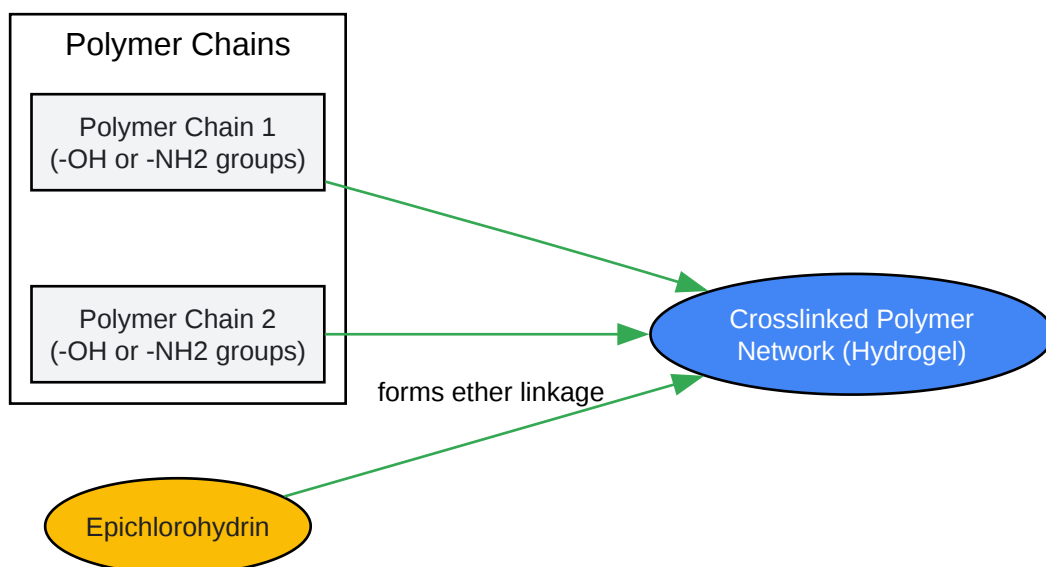 Polymer Chains
Polymer Chain 1
(-OH or -NH2 groups)
Polymer Chain 2
(-OH or -NH2 groups)
Crosslinked Polymer
Network (Hydrogel)
forms ether linkage
Epichlorohydrin